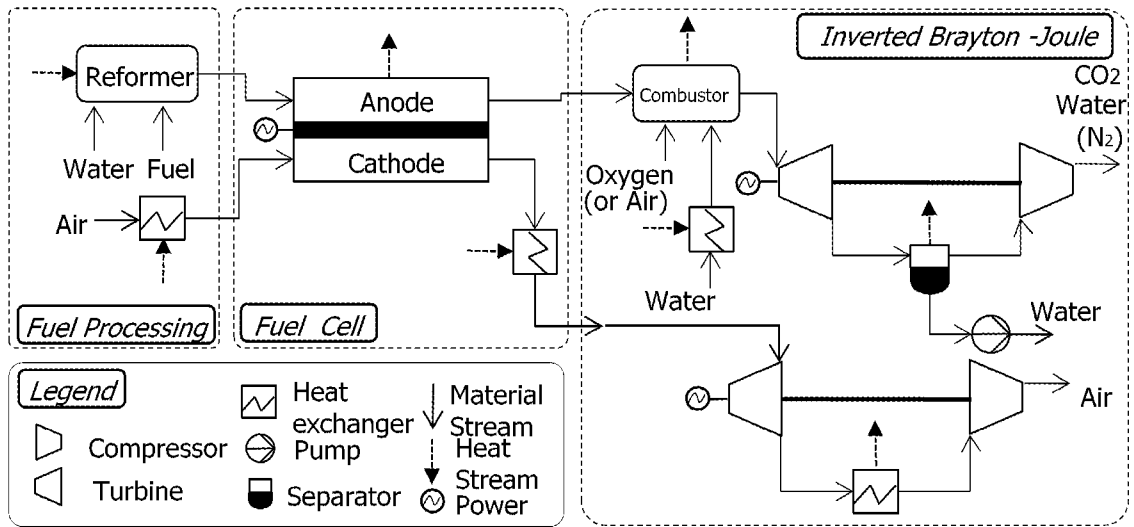 Inverted Brayton -Joule
Reformer
Water Fuel
Air
Fuel Processing
Anode
Cathode
Fuel Cell
Combustor
Oxygen
(or Air)
Water
CO2
Water
(N2)
Water
Air
Legend
Compressor
Turbine
Heat
exchanger
Pump
Separator
Material
Stream
Heat
Stream
Power